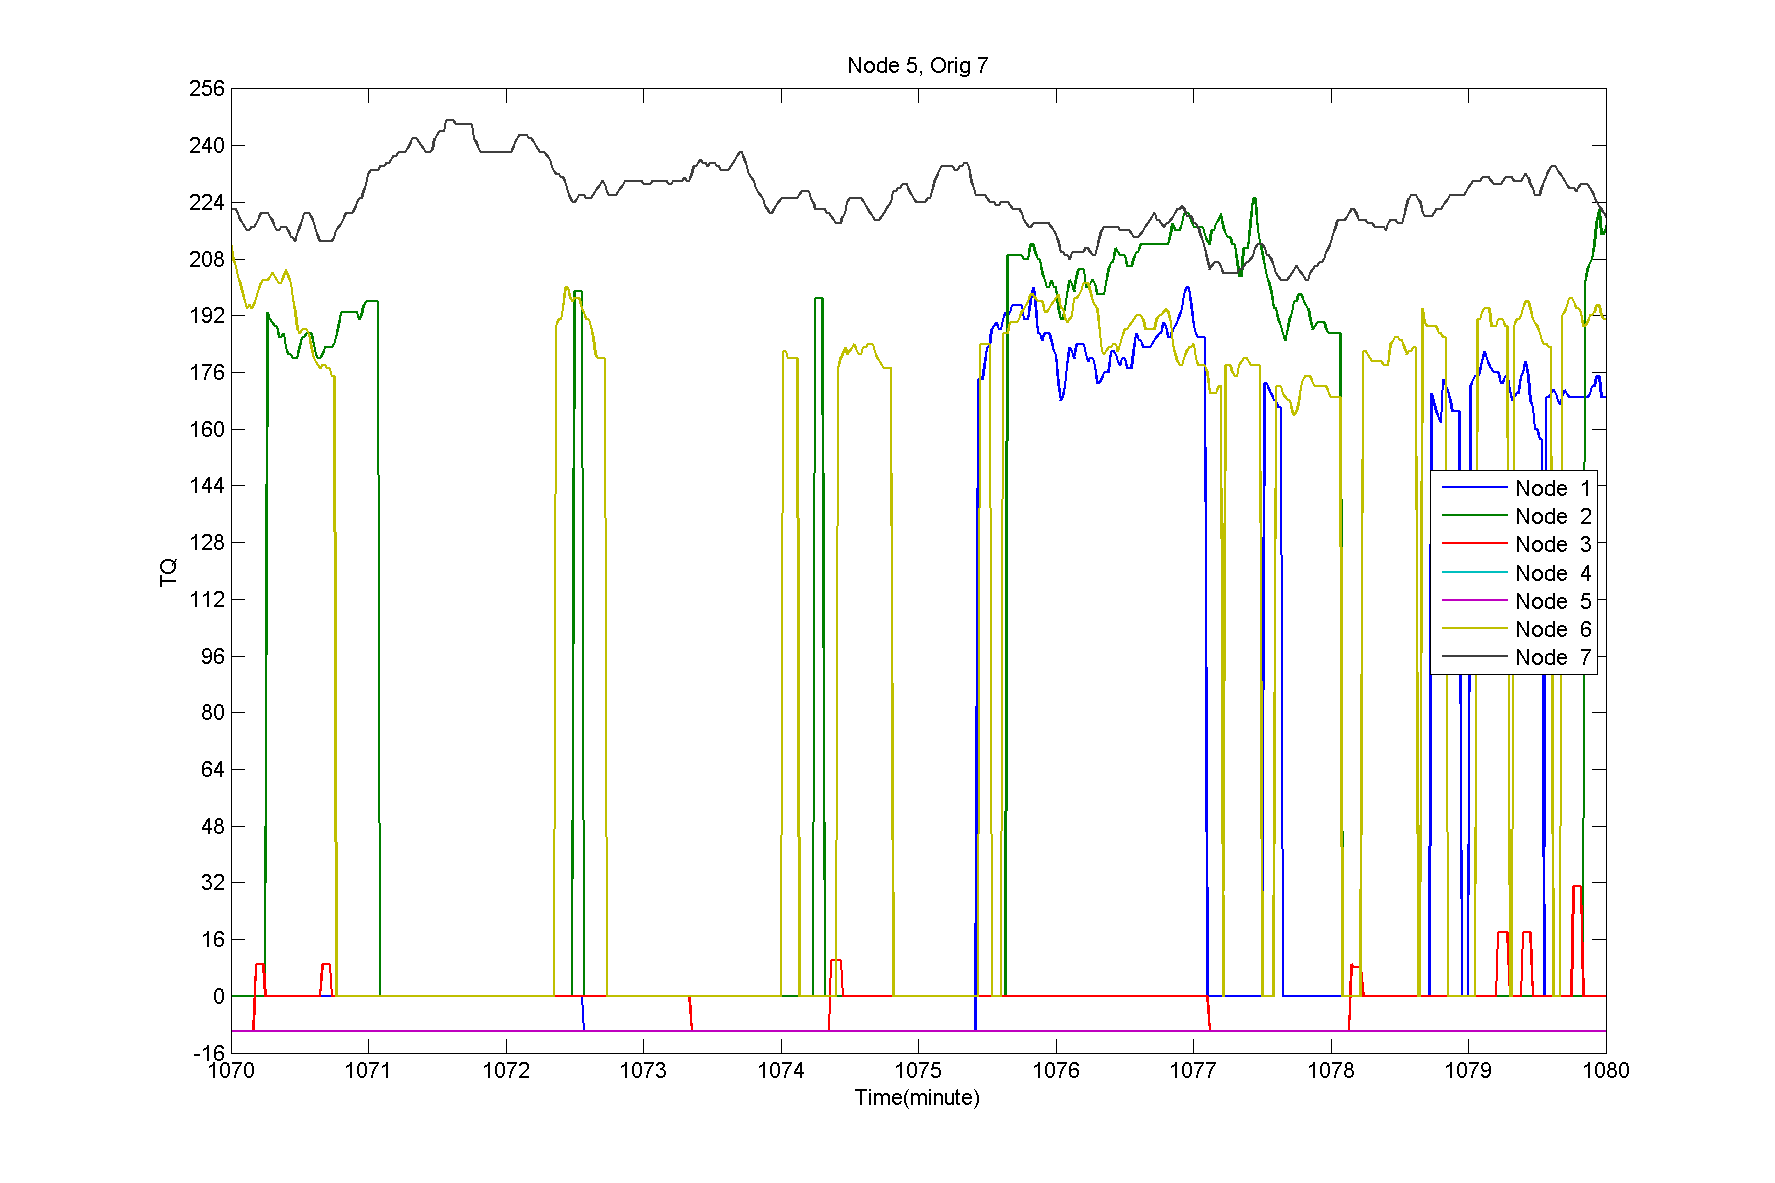 Node 5, Orig 7
256
240
224
208
192
176
160
144
128
112
96
80
64
48
32
16
0
-16
TQ
Node 1
Node 2
Node 3
Node 4
Node 5
Node 6
Node 7
1070 1071 1072 1073 1074 1075 1076 1077 1078 1079 1080
Time(minute)